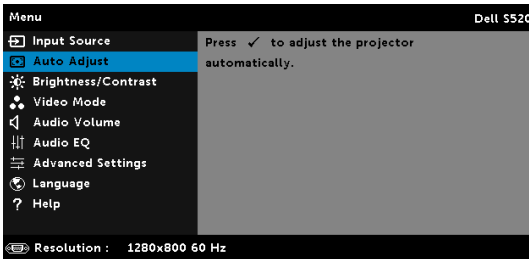 Menu
Dell S520
Input Source
Press ✓ to adjust the projector
Auto Adjust
automatically.
Brightness/Contrast
Video Mode
Audio Volume
Audio EQ
Advanced Settings
Language
? Help
Resolution : 1280x800 60 Hz